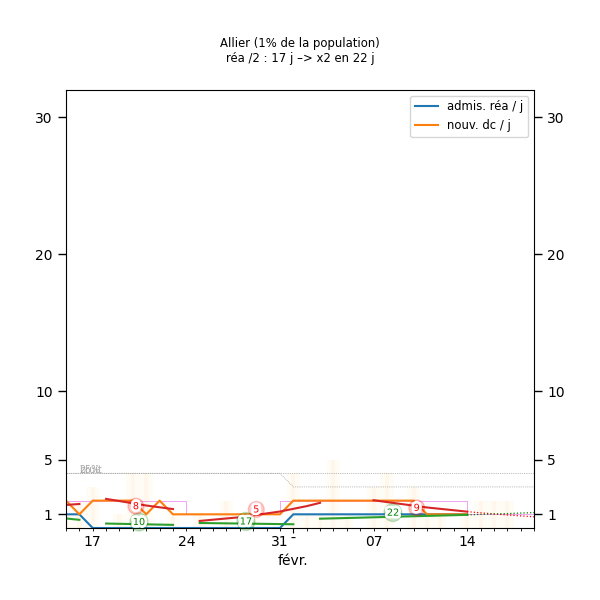 Allier (1% de la population)
réa /2 : 17 j –> x2 en 22 j
admis. réa / j
nouv. dc / j
30 30
20 20
10 10
5 5
25%
8 10 17 5 22 9
1 1
17 24 31 07 14
févr.